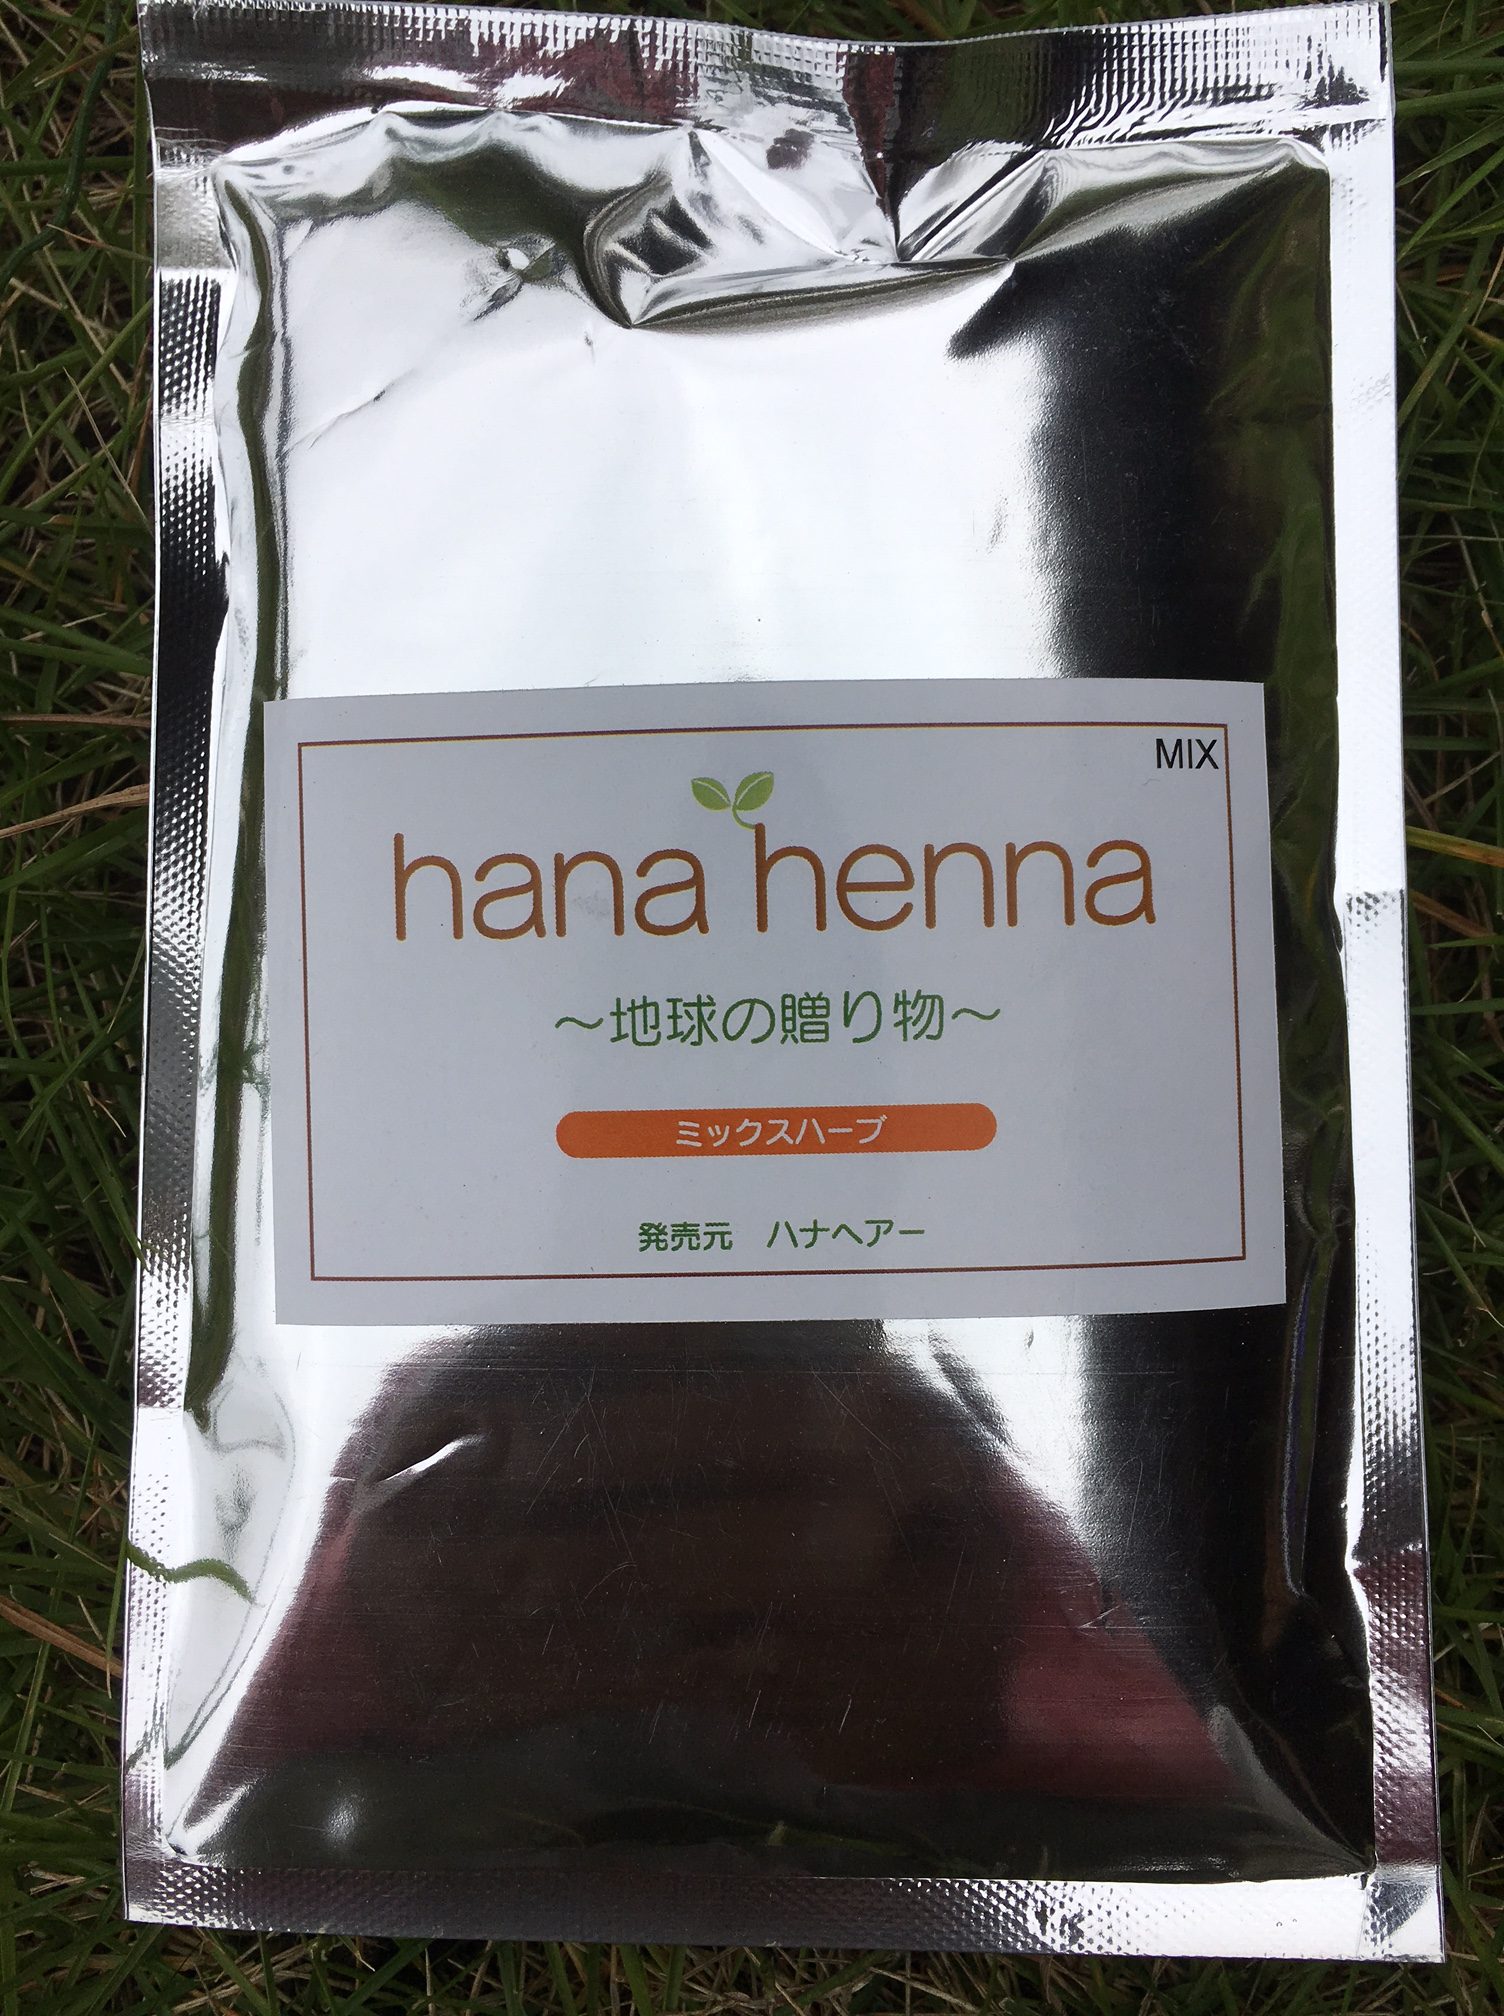 MIX
hana henna
～地球の贈り物～
ミックスハーブ
発売元　ハナヘアー